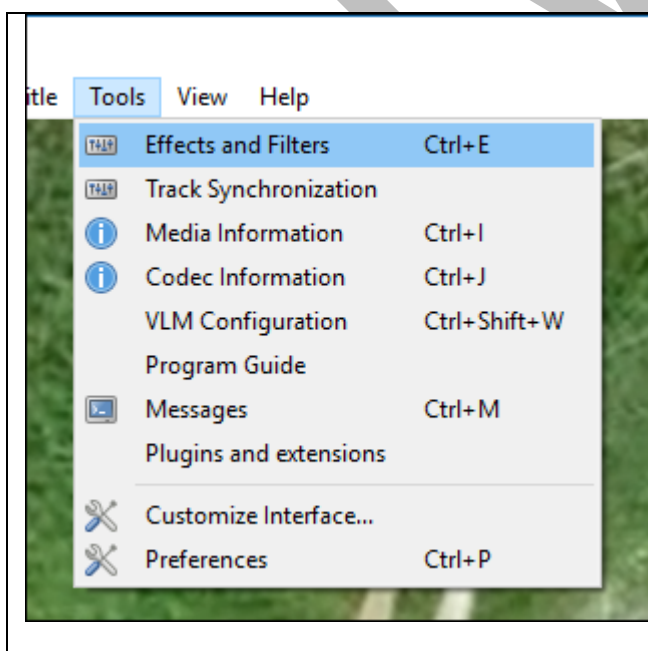 itle Tools View Help
Effects and Filters Ctrl+E
Track Synchronization
Media Information Ctrl+I
Codec Information Ctrl+J
VLM Configuration Ctrl+Shift+W
Program Guide
Messages Ctrl+M
Plugins and extensions
Customize Interface...
Preferences Ctrl+P